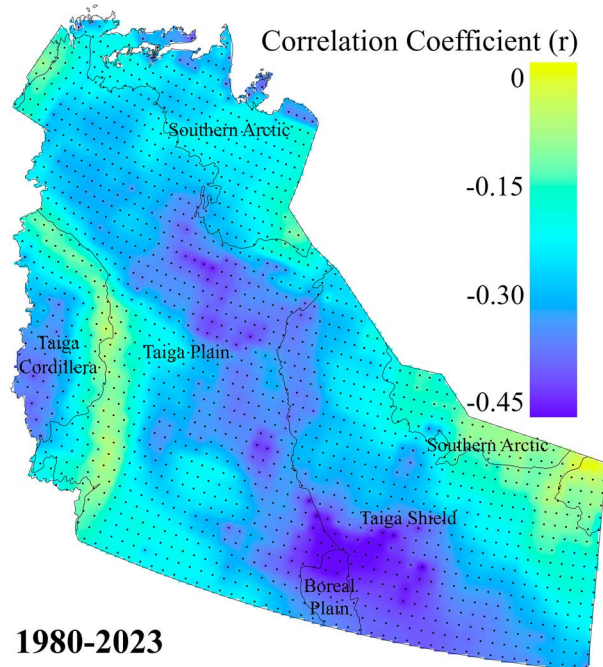 Correlation Coefficient (r)
0
-0.15
-0.30
-0.45
Southern Arctic
Taiga
Cordillera
Taiga Plain
Southern Arctic
Taiga Shield
Boreal
Plain
1980-2023